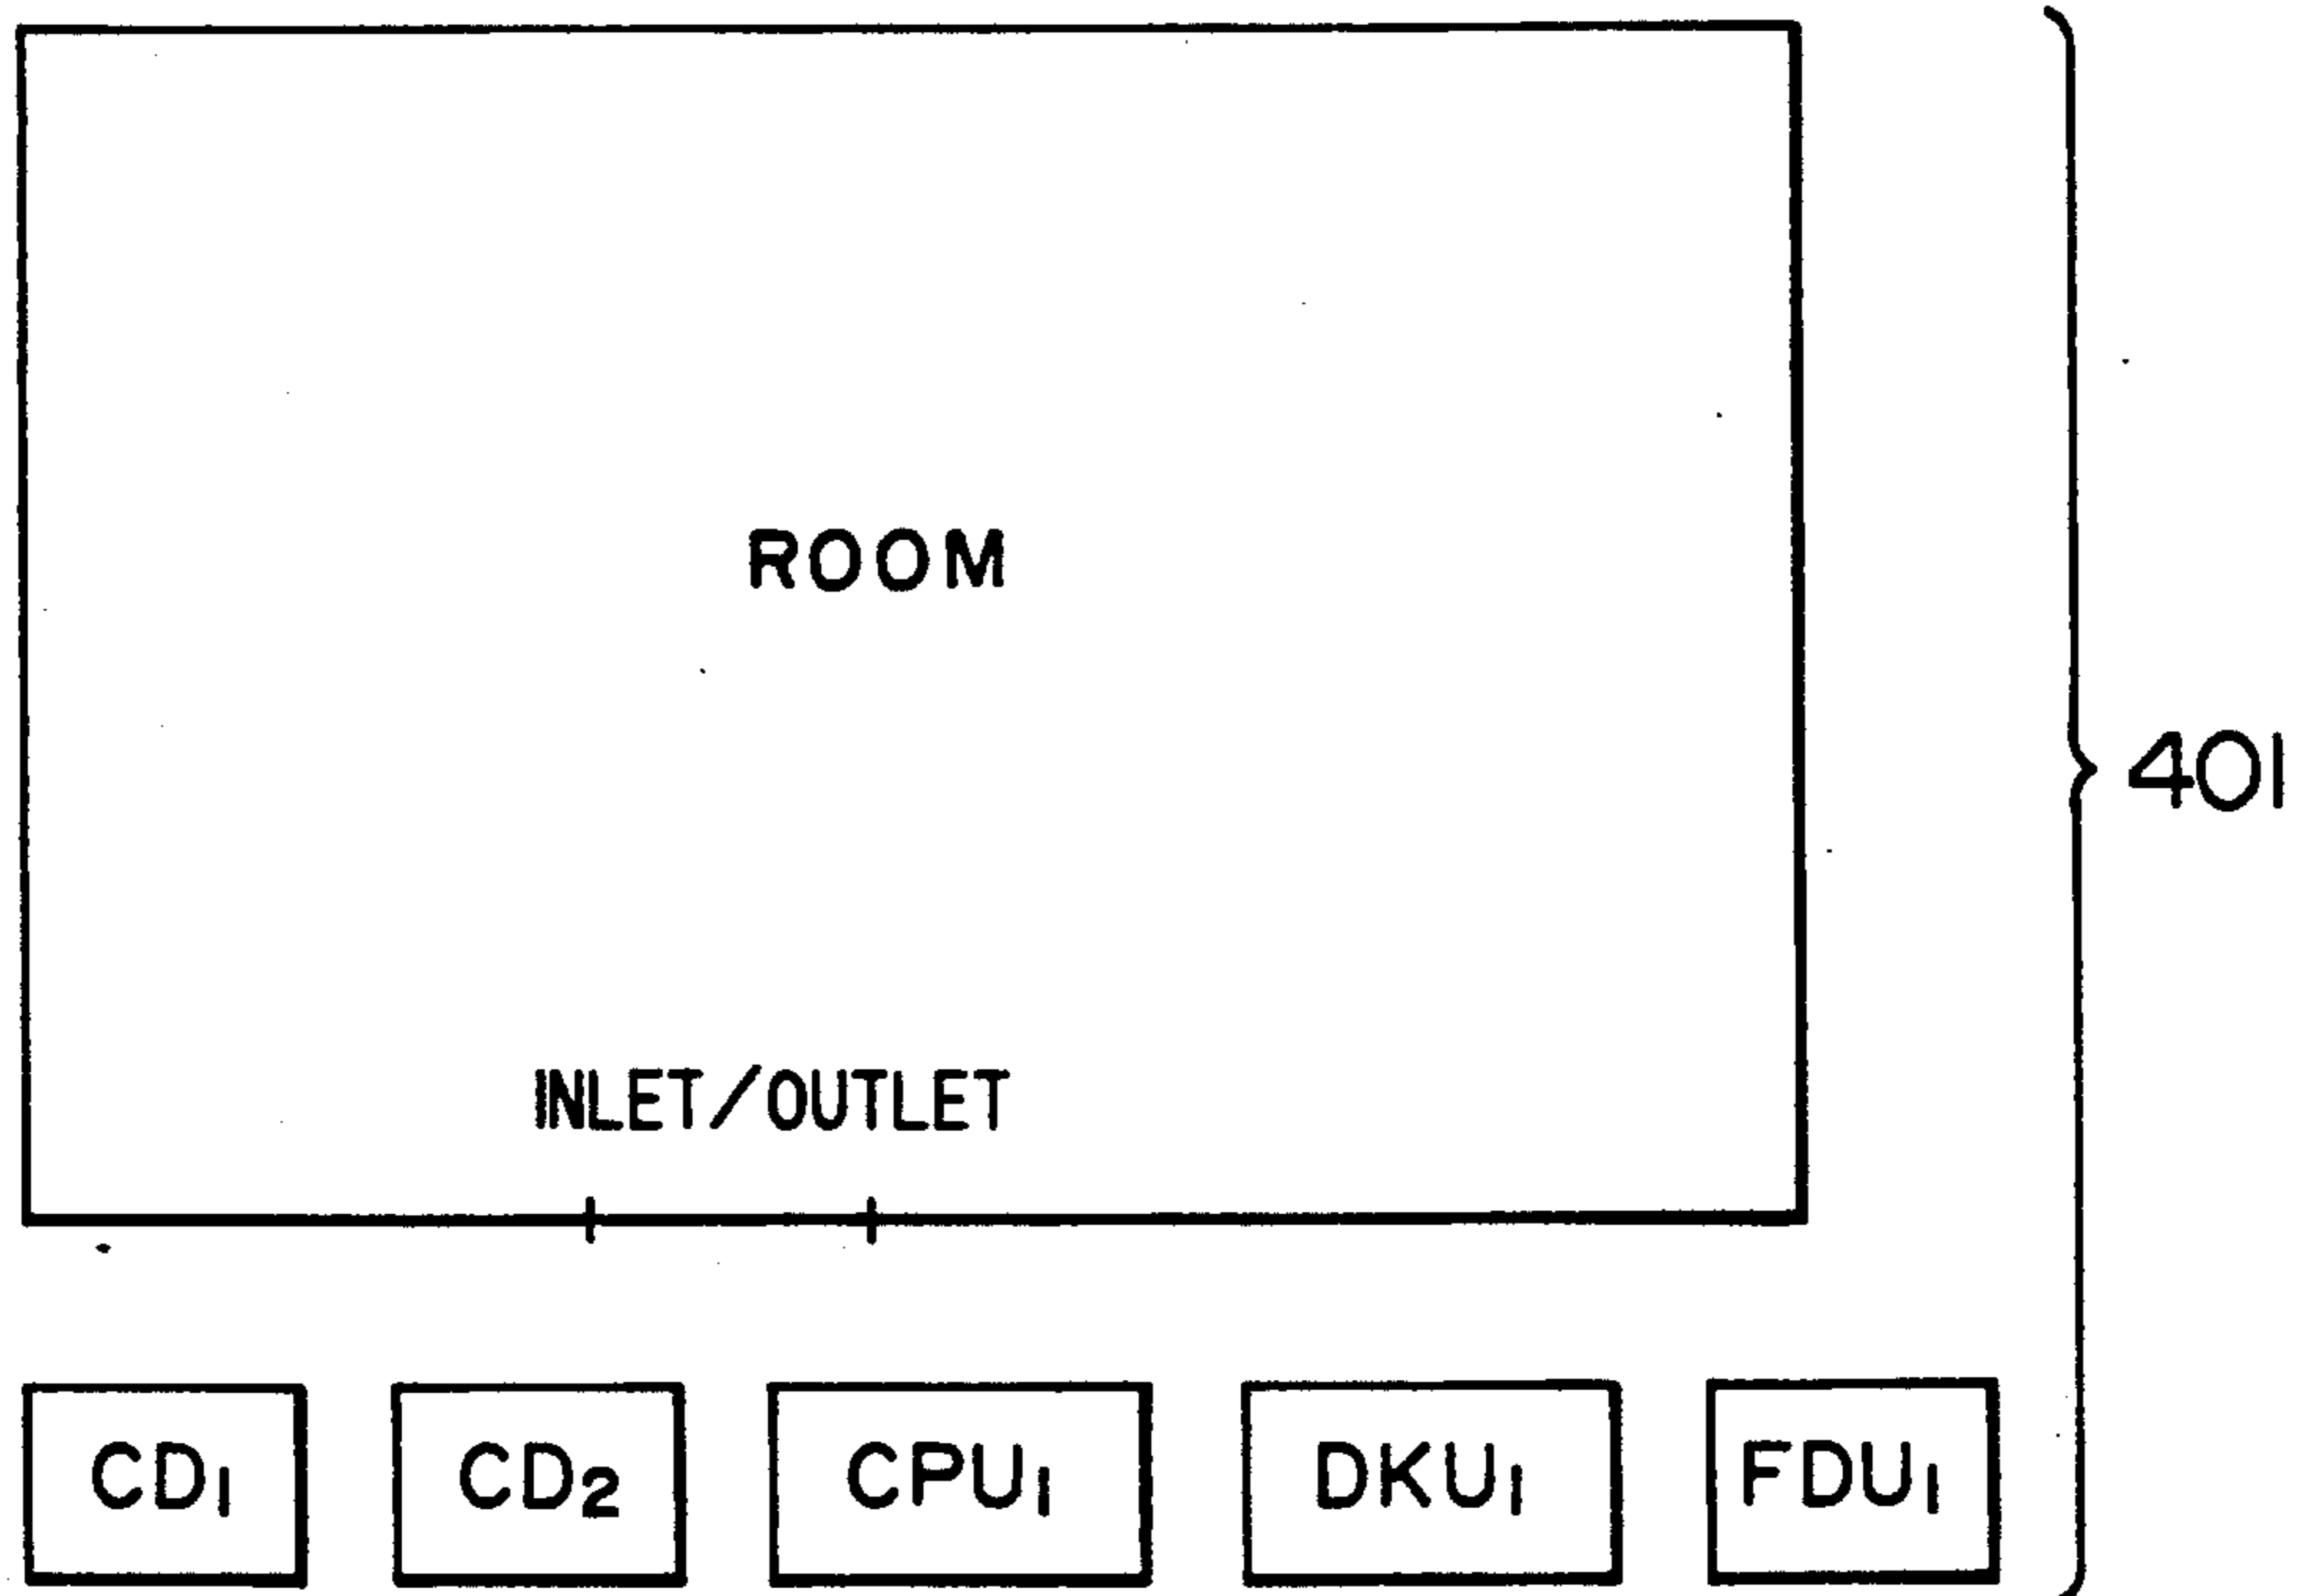 ROOM
401
INLET/OUTLET
CD₁ CD₂ CPU₁ DKU₁ FDU₁